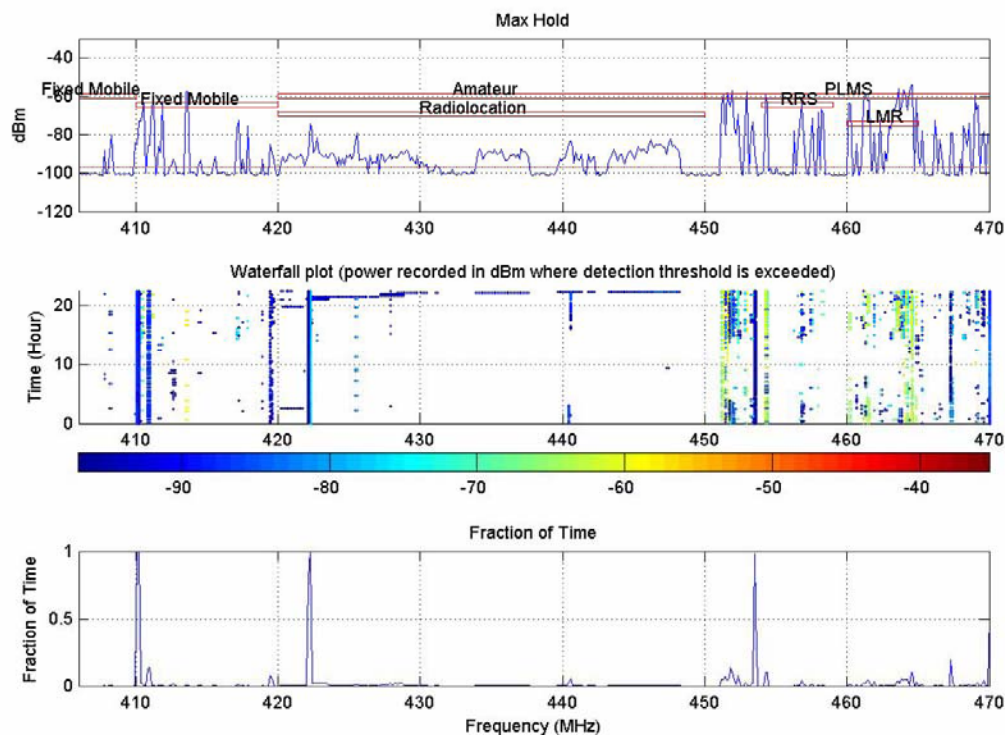 Max Hold
-40
-60
-80
-100
-120
dBm
Fixed Mobile
Fixed Mobile
Amateur
Radiolocation
RRS
PLMS
LMR
410 420 430 440 450 460 470
Waterfall plot (power recorded in dBm where detection threshold is exceeded)
20
10
0
Time (Hour)
410 420 430 440 450 460 470
-90 -80 -70 -60 -50 -40
Fraction of Time
1
0.5
0
Fraction of Time
410 420 430 440 450 460 470
Frequency (MHz)